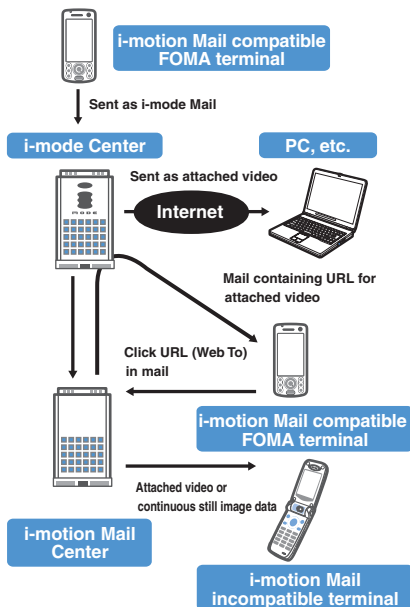 i-motion Mail compatible
FOMA terminal
Sent as i-mode Mail
i-mode Center
PC, etc.
Sent as attached video
Internet
MODE
Mail containing URL for
attached video
Click URL (Web To)
in mail
i-motion Mail compatible
FOMA terminal
Attached video or
continuous still image data
i-motion Mail
Center
i-motion Mail
incompatible terminal